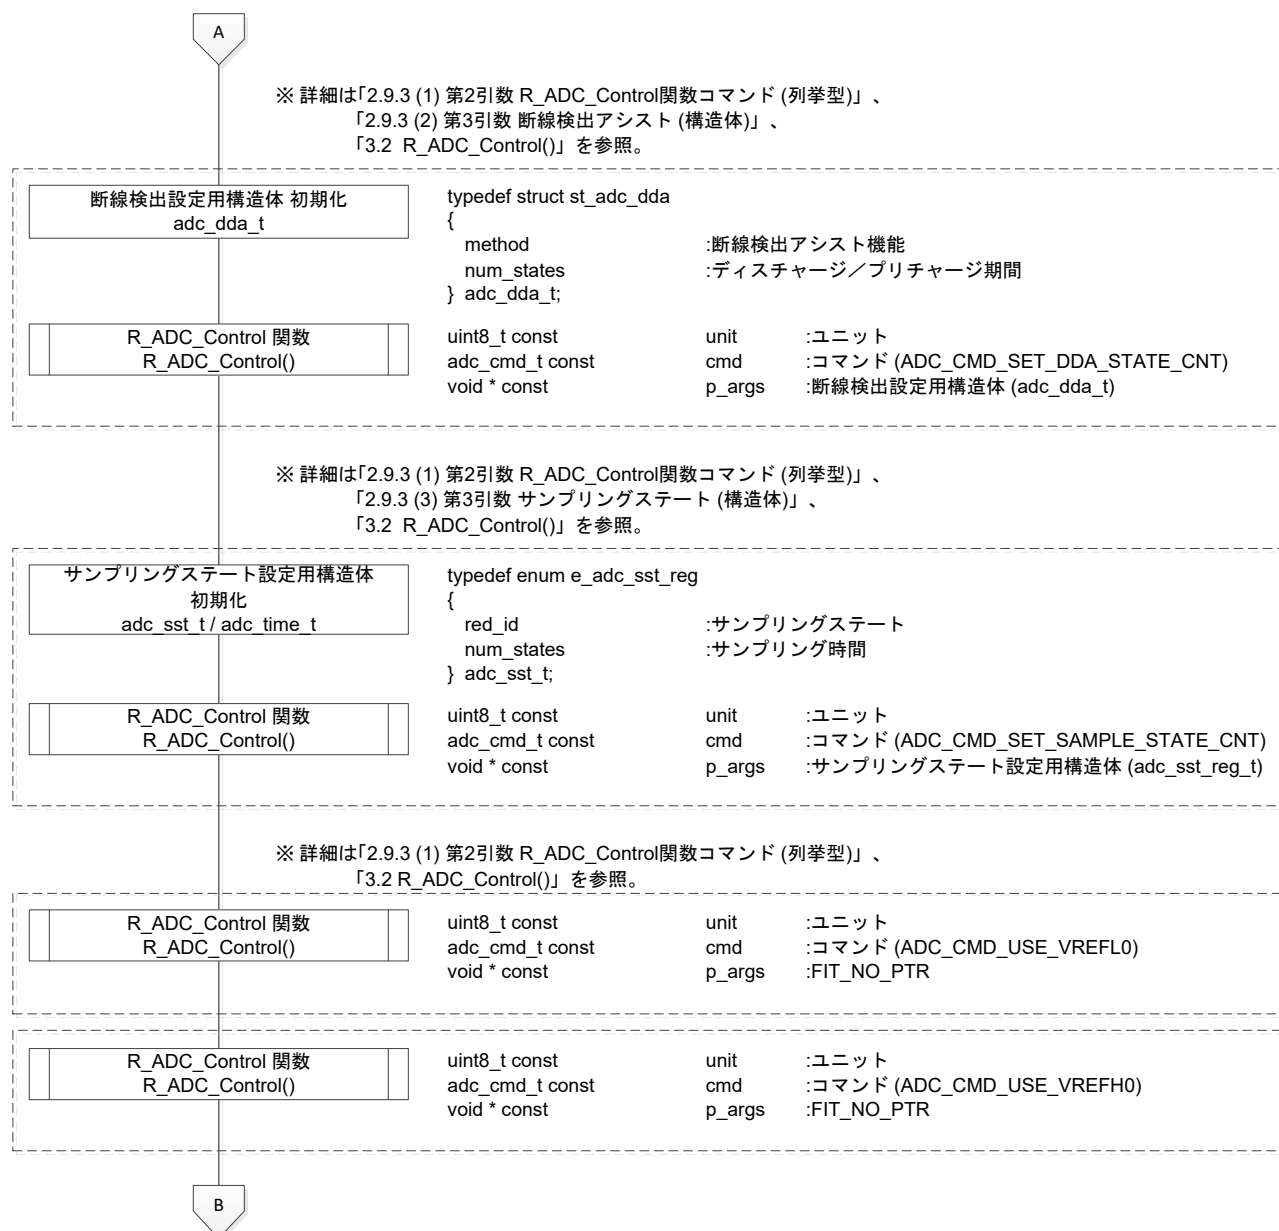 A
※ 詳細は「2.9.3 (1) 第2引数 R_ADC_Control関数コマンド (列挙型)」、
「2.9.3 (2) 第3引数 断線検出アシスト (構造体)」、
「3.2 R_ADC_Control()」を参照。
断線検出設定用構造体 初期化
adc_dda_t
typedef struct st_adc_dda
{
method :断線検出アシスト機能
num_states :ディスチャージ／プリチャージ期間
} adc_dda_t;
R_ADC_Control 関数
R_ADC_Control()
uint8_t const unit :ユニット
adc_cmd_t const cmd :コマンド (ADC_CMD_SET_DDA_STATE_CNT)
void * const p_args :断線検出設定用構造体 (adc_dda_t)
※ 詳細は「2.9.3 (1) 第2引数 R_ADC_Control関数コマンド (列挙型)」、
「2.9.3 (3) 第3引数 サンプリングステート (構造体)」、
「3.2 R_ADC_Control()」を参照。
サンプリングステート設定用構造体
初期化
adc_sst_t / adc_time_t
typedef enum e_adc_sst_reg
{
red_id :サンプリングステート
num_states :サンプリング時間
} adc_sst_t;
R_ADC_Control 関数
R_ADC_Control()
uint8_t const unit :ユニット
adc_cmd_t const cmd :コマンド (ADC_CMD_SET_SAMPLE_STATE_CNT)
void * const p_args :サンプリングステート設定用構造体 (adc_sst_reg_t)
※ 詳細は「2.9.3 (1) 第2引数 R_ADC_Control関数コマンド (列挙型)」、
「3.2 R_ADC_Control()」を参照。
R_ADC_Control 関数
R_ADC_Control()
uint8_t const unit :ユニット
adc_cmd_t const cmd :コマンド (ADC_CMD_USE_VREFL0)
void * const p_args :FIT_NO_PTR
R_ADC_Control 関数
R_ADC_Control()
uint8_t const unit :ユニット
adc_cmd_t const cmd :コマンド (ADC_CMD_USE_VREFH0)
void * const p_args :FIT_NO_PTR
B